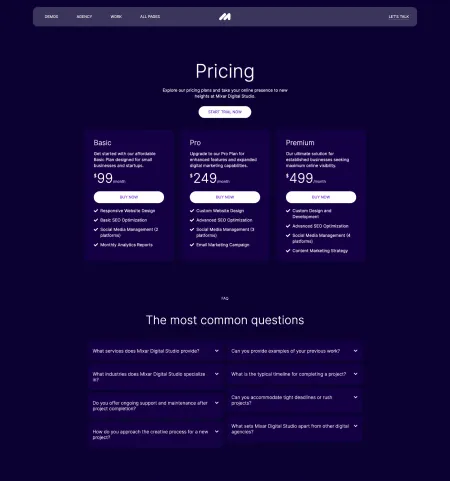 DEMOS AGENCY WORK ALL PAGES LET'S TALK
Pricing
Explore our pricing plans and take your online presence to new
heights at Mixar Digital Studio.
START TRIAL NOW
Basic
Get started with our affordable
Basic Plan designed for small
businesses and startups.
$99/month
BUY NOW
Responsive Website Design
Basic SEO Optimization
Social Media Management (2
platforms)
Monthly Analytics Reports
Pro
Upgrade to our Pro Plan for
enhanced features and expanded
digital marketing capabilities.
$249/month
BUY NOW
Custom Website Design
Advanced SEO Optimization
Social Media Management (3
platforms)
Email Marketing Campaign
Premium
Our ultimate solution for
established businesses seeking
maximum online visibility.
$499/month
BUY NOW
Custom Design and
Development
Advanced SEO Optimization
Social Media Management (4
platforms)
Content Marketing Strategy
FAQ
The most common questions
What services does Mixar Digital Studio provide?
What industries does Mixar Digital Studio specialize
in?
Do you offer ongoing support and maintenance after
project completion?
How do you approach the creative process for a new
project?
Can you provide examples of your previous work?
What is the typical timeline for completing a project?
Can you accommodate tight deadlines or rush
projects?
What sets Mixar Digital Studio apart from other digital
agencies?